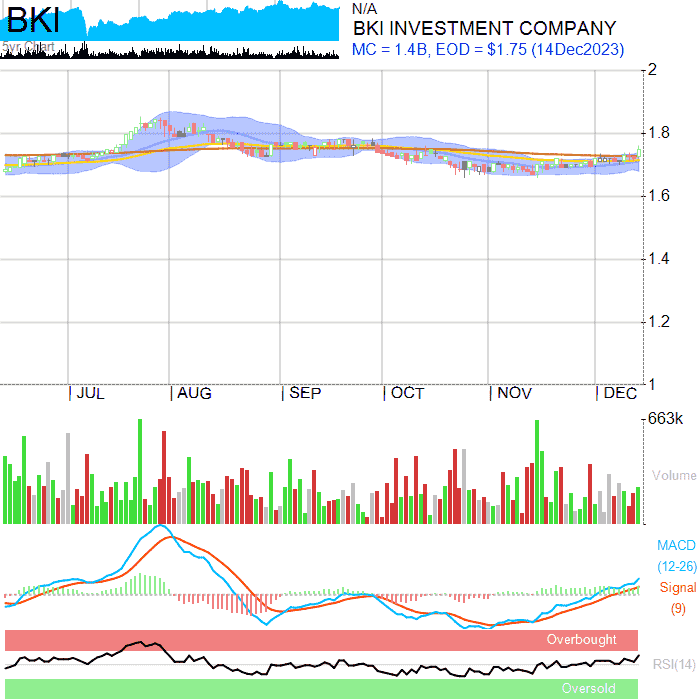 BKI
5yr Chart
N/A
BKI INVESTMENT COMPANY
MC = 1.4B, EOD = $1.75 (14Dec2023)
2
1.8
1.6
1.4
1.2
1
JUL
AUG
SEP
OCT
NOV
DEC
663k
Volume
MACD
(12-26)
Signal
(9)
Overbought
RSI(14)
Oversold